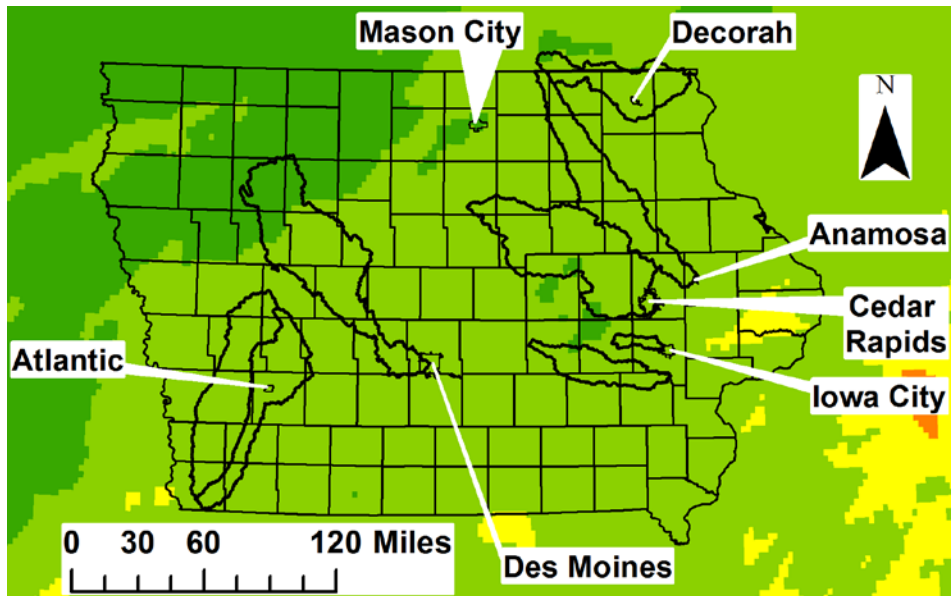 Mason City
Decorah
N
Anamosa
Cedar
Rapids
Atlantic
Iowa City
0 30 60 120 Miles
Des Moines